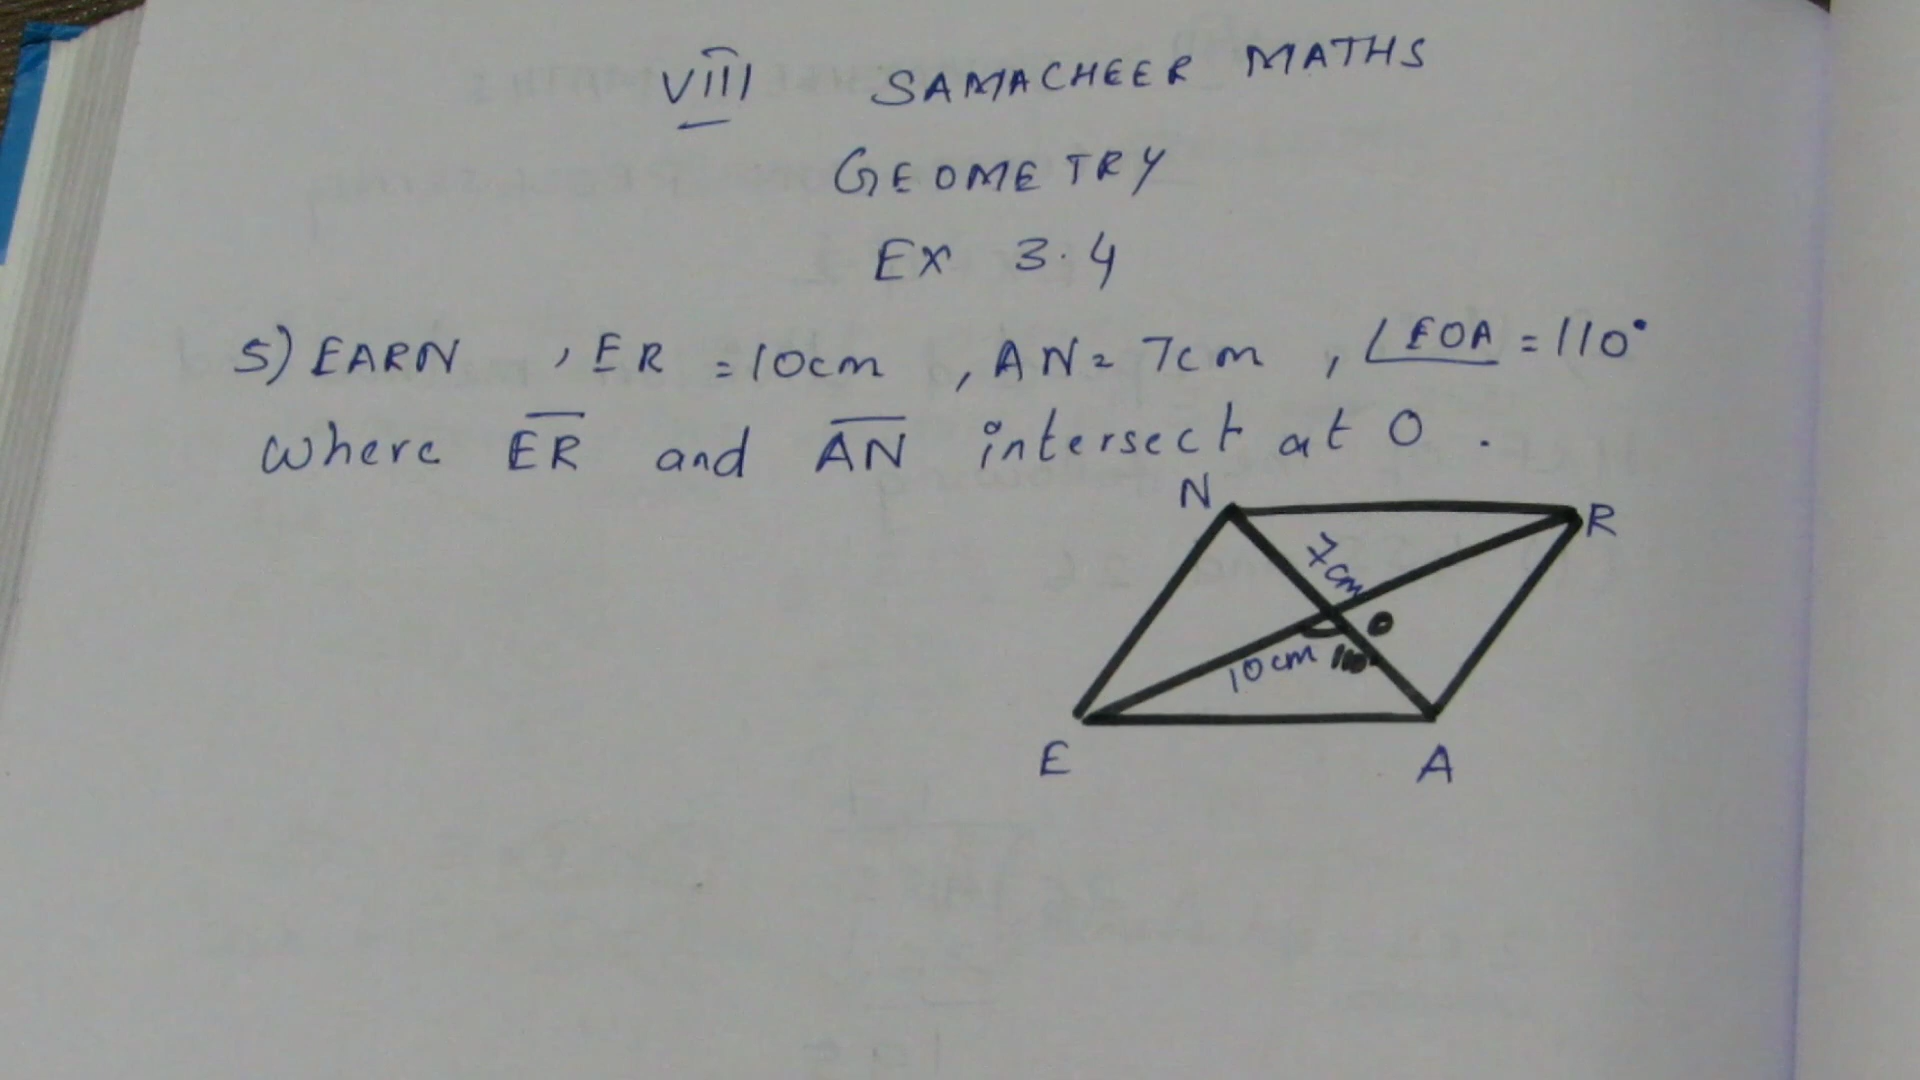 VIII SAMACHEER MATHS
GEOMETRY
EX 3.4
5) EARN , ER = 10cm , AN = 7cm , ∠EOA = 110°
where ER and AN intersect at O .
N
R
7cm
O
10cm 110°
E
A